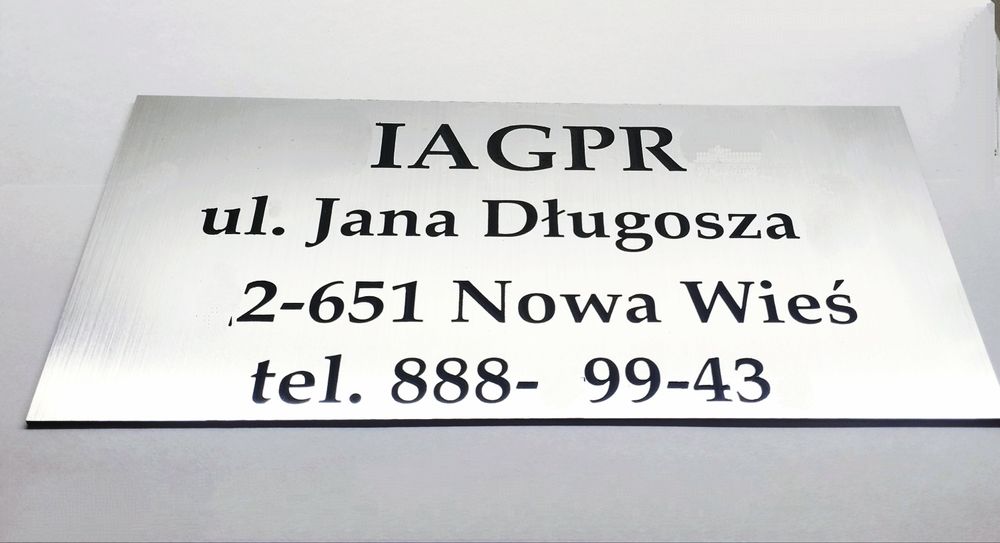 IAGPR
ul. Jana Długosza
2-651 Nowa Wieś
tel. 888- 99-43